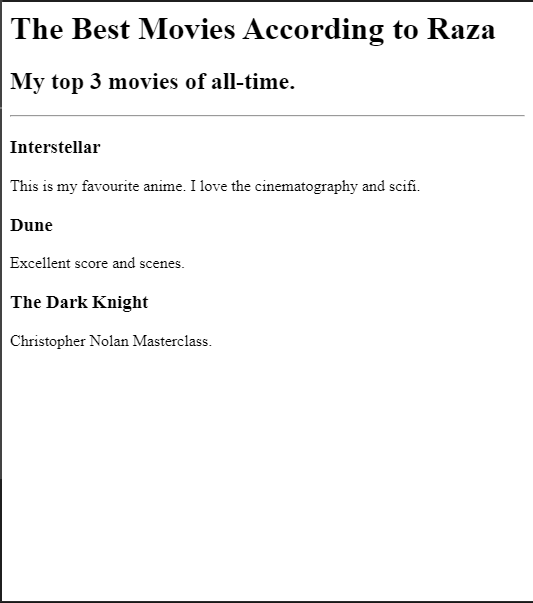 The Best Movies According to Raza
My top 3 movies of all-time.
Interstellar
This is my favourite anime. I love the cinematography and scifi.
Dune
Excellent score and scenes.
The Dark Knight
Christopher Nolan Masterclass.